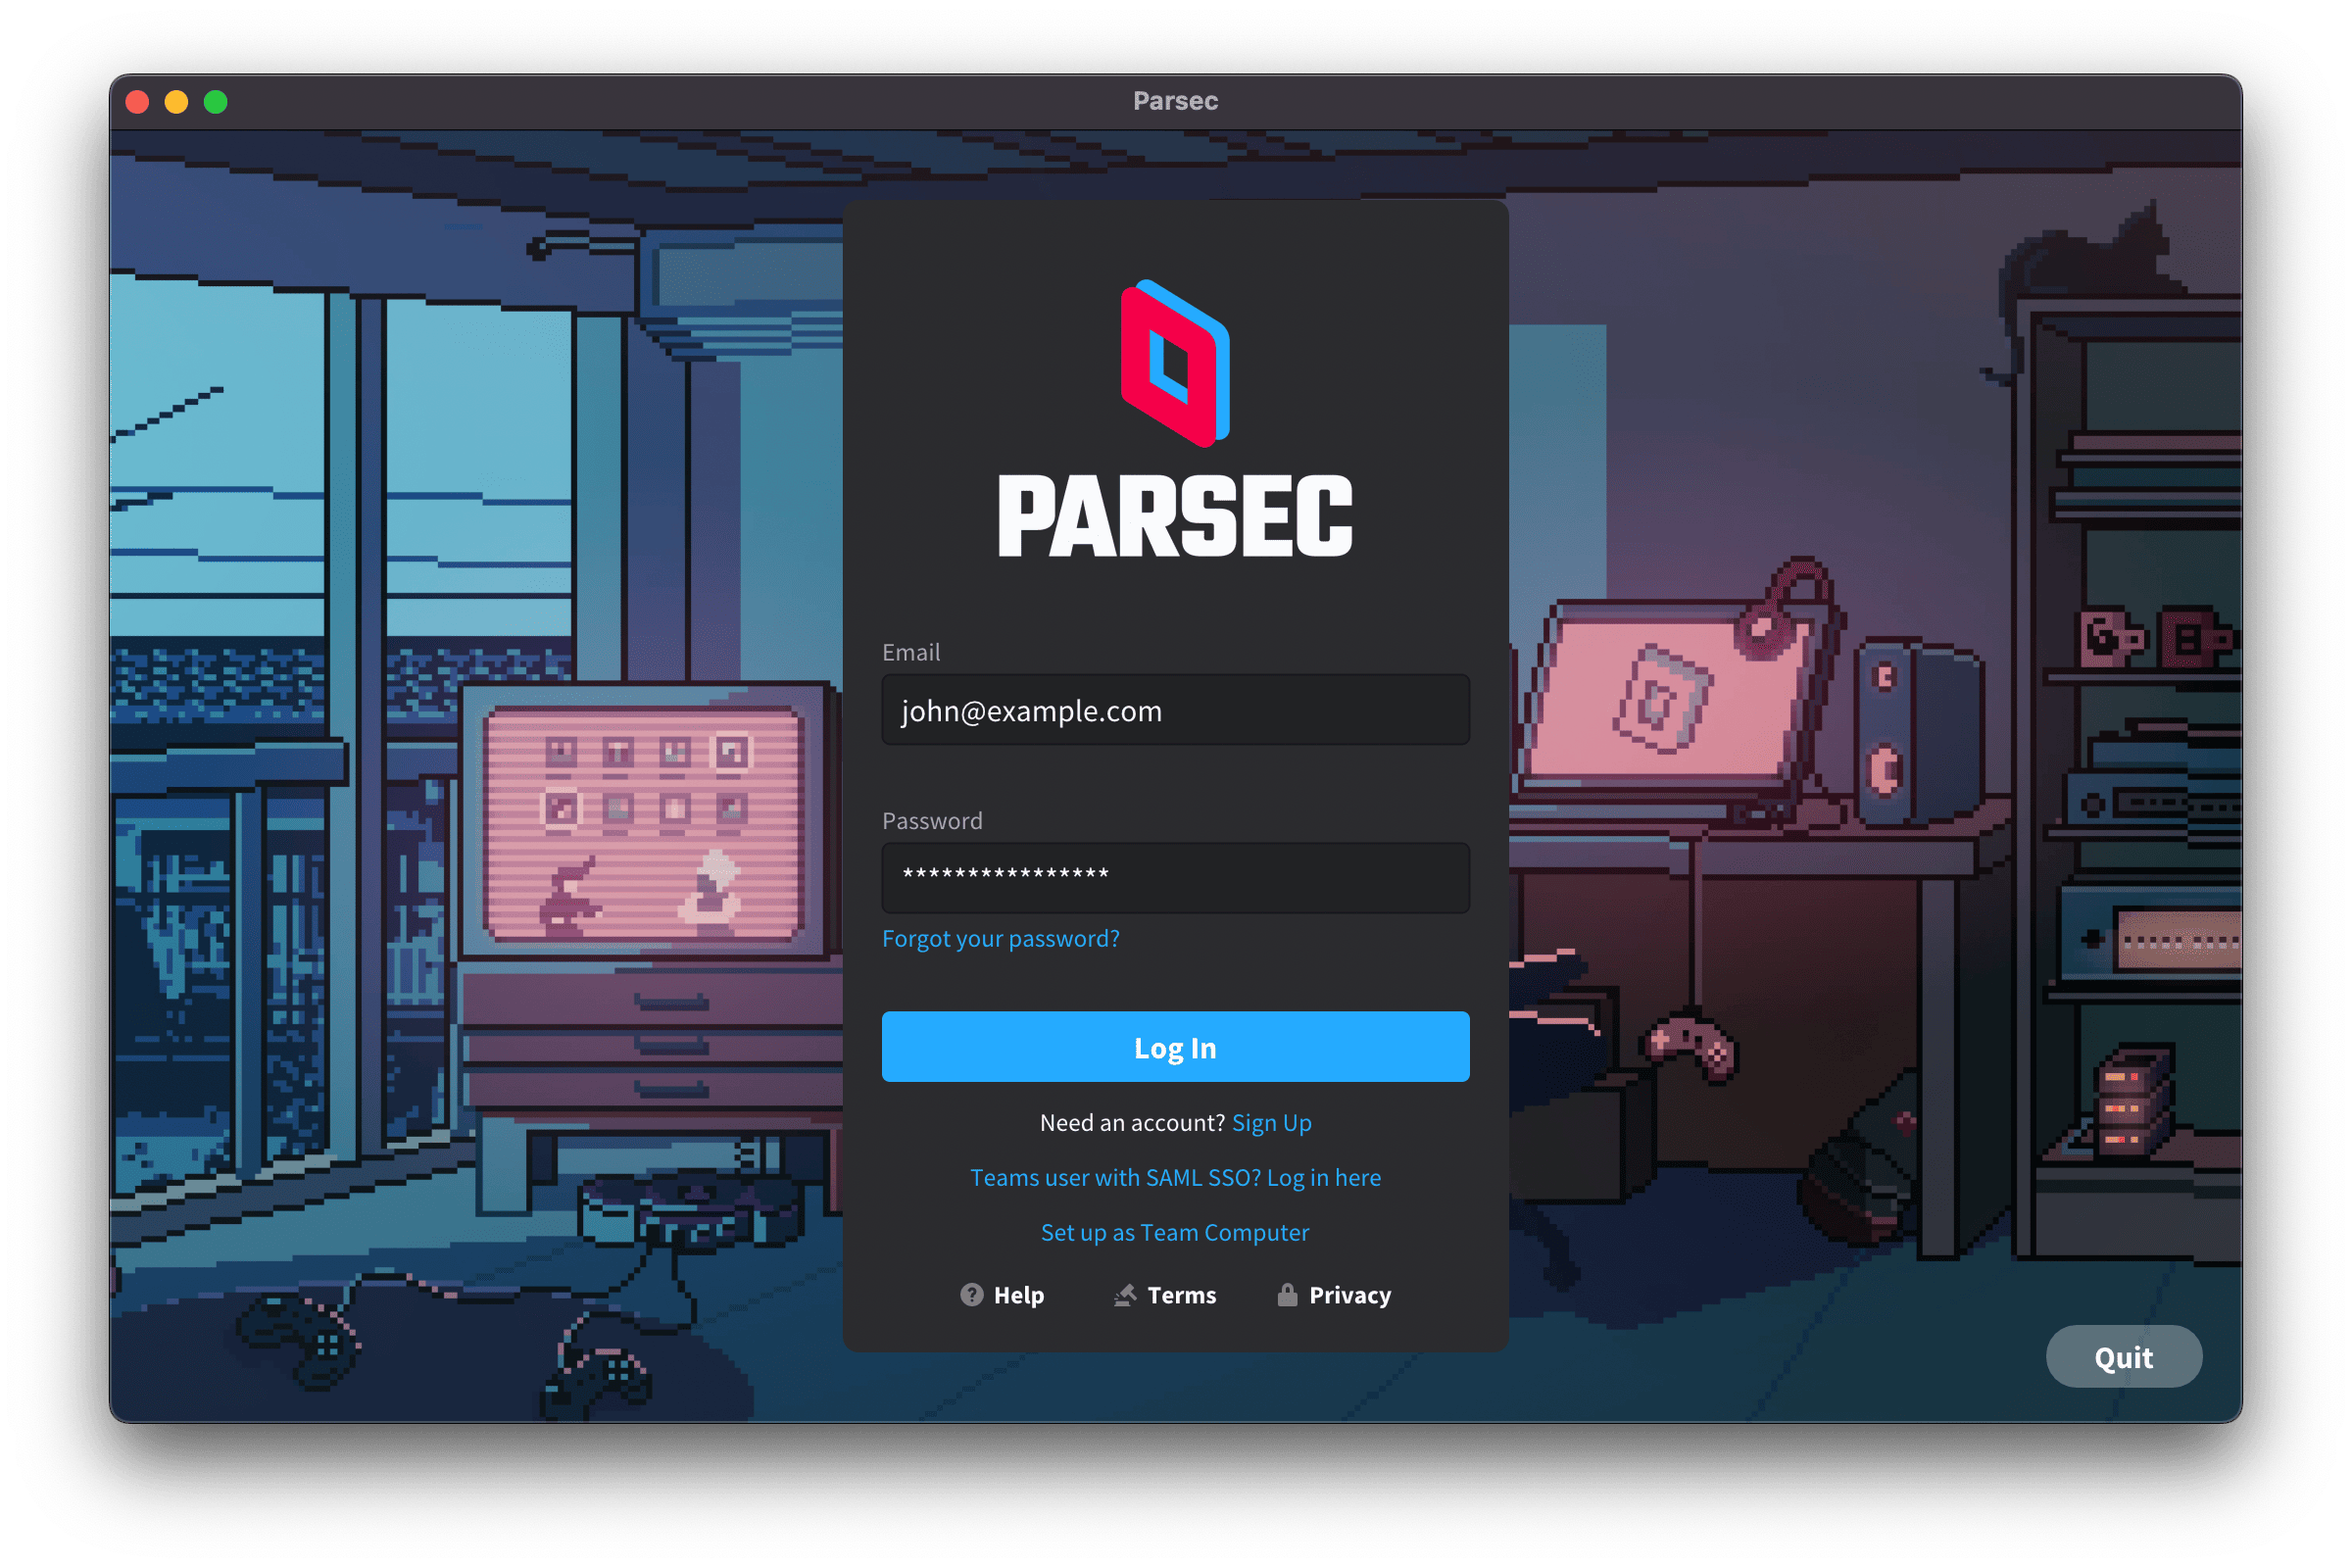 Parsec
PARSEC
Email
john@example.com
Password
****************
Forgot your password?
Log In
Need an account? Sign Up
Teams user with SAML SSO? Log in here
Set up as Team Computer
Help Terms Privacy
Quit